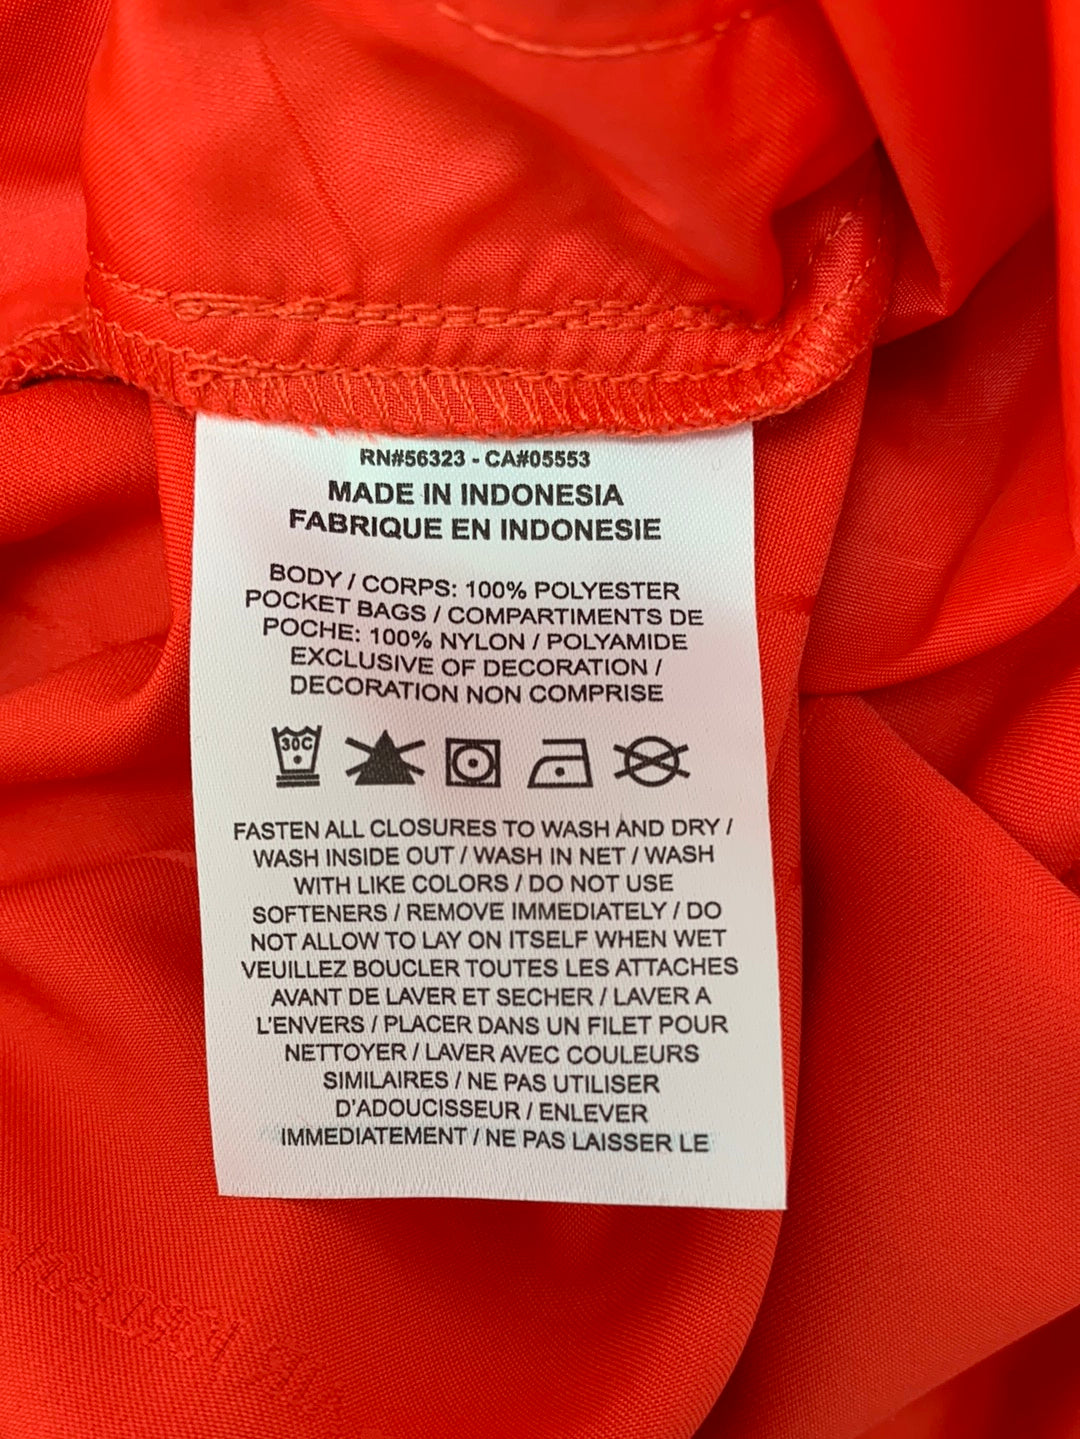 RN#56323 - CA#05553
MADE IN INDONESIA
FABRIQUE EN INDONESIE
BODY / CORPS: 100% POLYESTER
POCKET BAGS / COMPARTIMENTS DE
POCHE: 100% NYLON / POLYAMIDE
EXCLUSIVE OF DECORATION /
DECORATION NON COMPRISE
30C
FASTEN ALL CLOSURES TO WASH AND DRY /
WASH INSIDE OUT / WASH IN NET / WASH
WITH LIKE COLORS / DO NOT USE
SOFTENERS / REMOVE IMMEDIATELY / DO
NOT ALLOW TO LAY ON ITSELF WHEN WET
VEUILLEZ BOUCLER TOUTES LES ATTACHES
AVANT DE LAVER ET SECHER / LAVER A
L'ENVERS / PLACER DANS UN FILET POUR
NETTOYER / LAVER AVEC COULEURS
SIMILAIRES / NE PAS UTILISER
D'ADOUCISSEUR / ENLEVER
IMMEDIATEMENT / NE PAS LAISSER LE